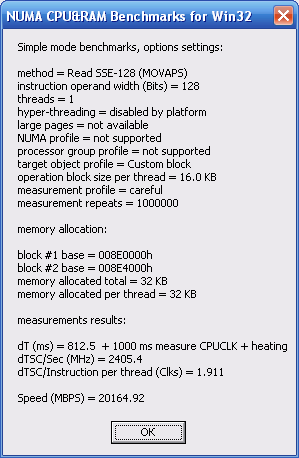 NUMA CPU&RAM Benchmarks for Win32
Simple mode benchmarks, options settings:
method = Read SSE-128 (MOVAPS)
instruction operand width (Bits) = 128
threads = 1
hyper-threading = disabled by platform
large pages = not available
NUMA profile = not supported
processor group profile = not supported
target object profile = Custom block
operation block size per thread = 16.0 KB
measurement profile = careful
measurement repeats = 1000000
memory allocation:
block #1 base = 008E0000h
block #2 base = 008E4000h
memory allocated total = 32 KB
memory allocated per thread = 32 KB
measurements results:
dT (ms) = 812.5  + 1000 ms measure CPUCLK + heating
dTSC/Sec (MHz) = 2405.4
dTSC/Instruction per thread (Clks) = 1.911
Speed (MBPS) = 20164.92
OK